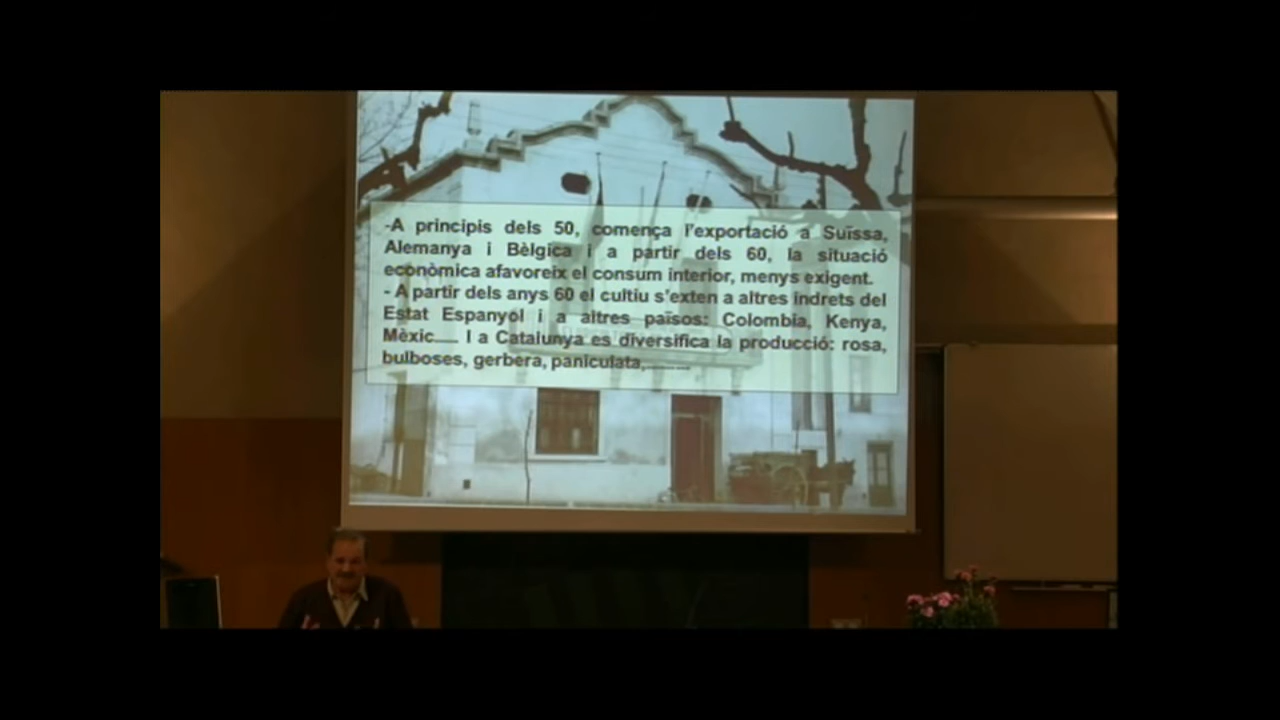 -A principis dels 50, comença l'exportació a Suïssa,
Alemanya i Bèlgica i a partir dels 60, la situació
econòmica afavoreix el consum interior, menys exigent.
- A partir dels anys 60 el cultiu s'exten a altres indrets del
Estat Espanyol i a altres països: Colombia, Kenya,
Mèxic..... I a Catalunya es diversifica la producció: rosa,
bulboses, gerbera, paniculata,..........